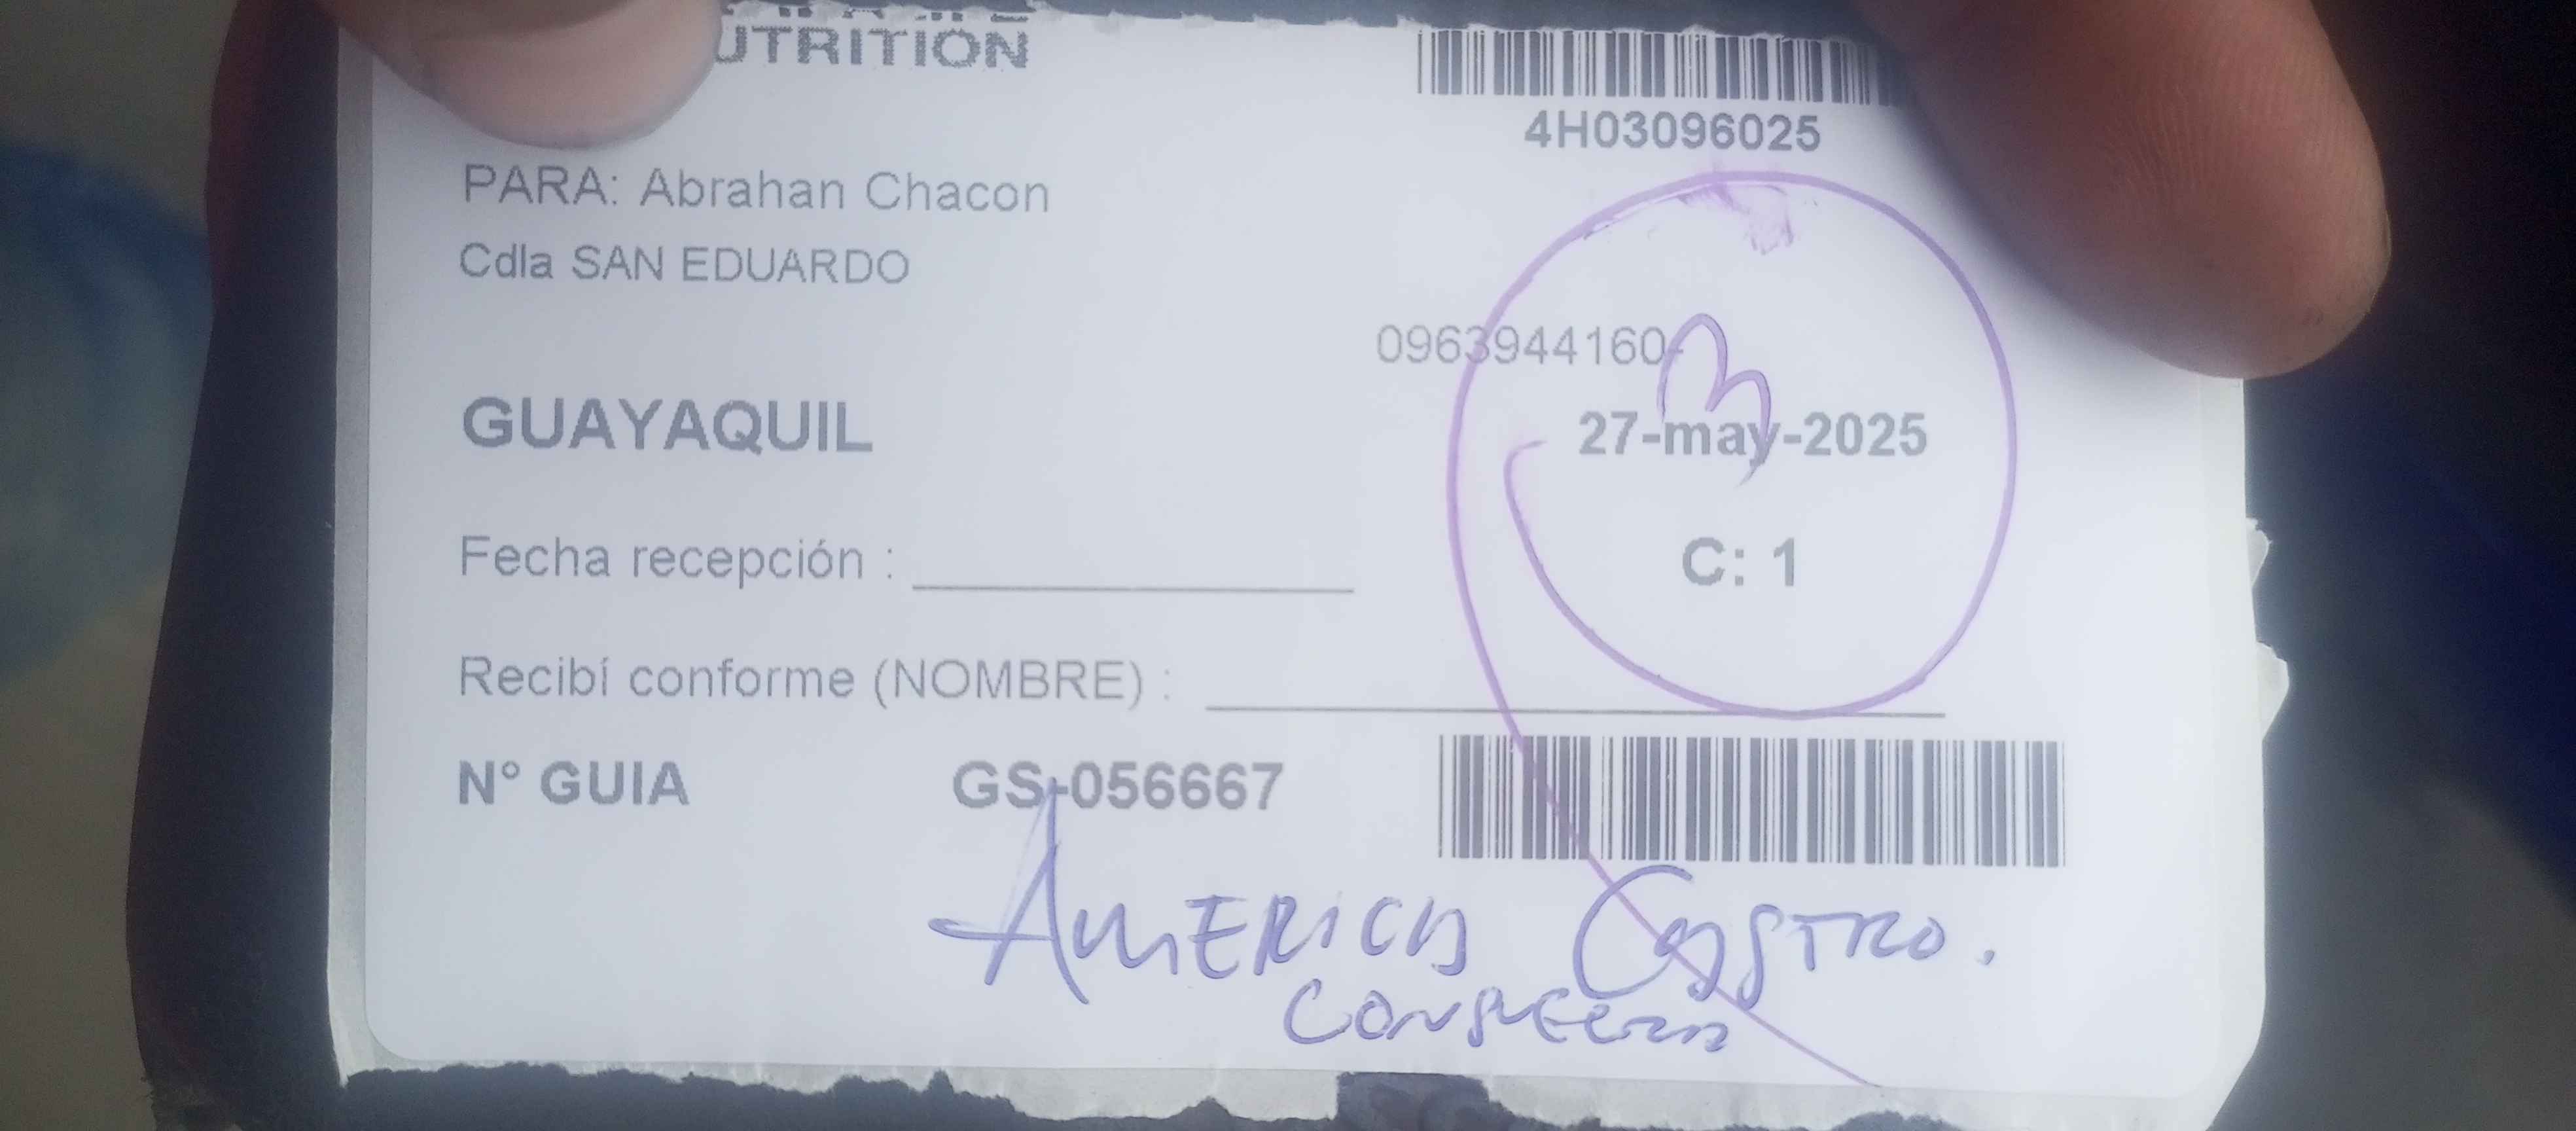 UTRITION
4H03096025
PARA: Abrahan Chacon
Cdla SAN EDUARDO
0963944160-
GUAYAQUIL
27-may-2025
Fecha recepción :
C: 1
Recibí conforme (NOMBRE) :
N° GUIA GS-056667
AMERICA CASTRO.